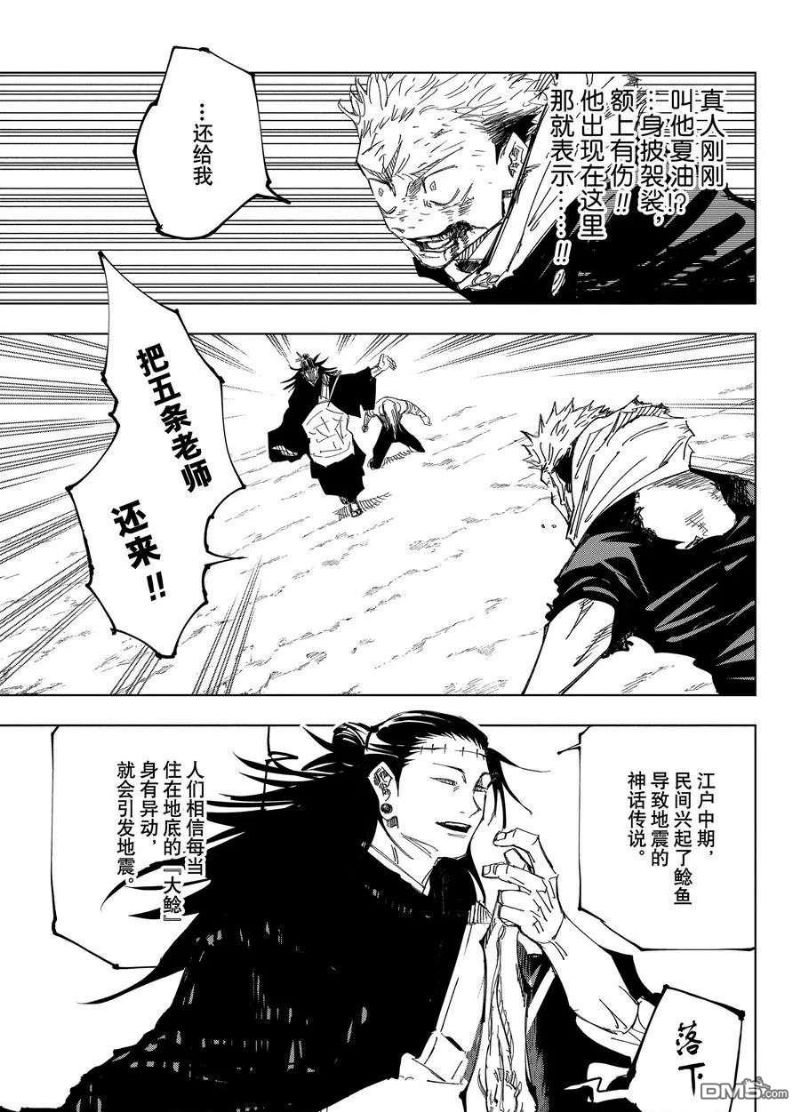 真人刚刚
叫他夏油!?
…身披袈裟,
额上有伤!!
他出现在这里
那就表示……!!
…还给我
把五条老师
还来!!
江户中期,
民间兴起了鲶鱼
导致地震的
神话传说。
人们相信每当
住在地底的『大鲶』
身有异动,
就会引发地震。
落下
DM5.com